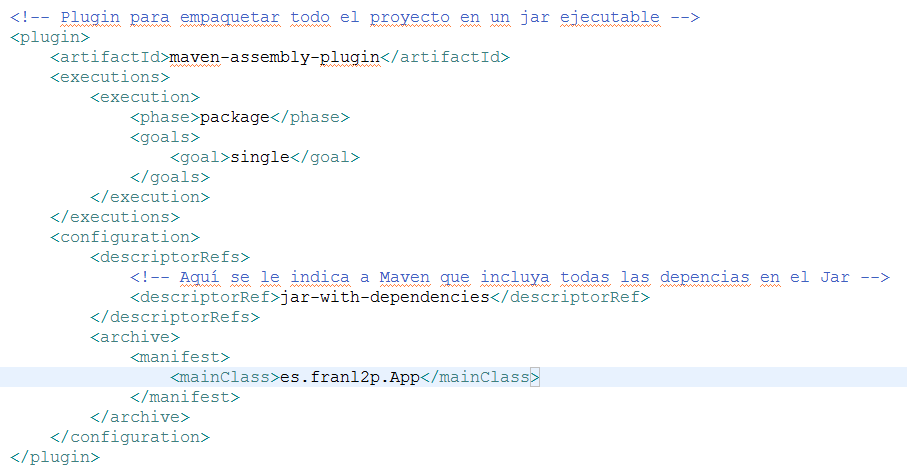 <!-- Plugin para empaquetar todo el proyecto en un jar ejecutable -->
<plugin>
    <artifactId>maven-assembly-plugin</artifactId>
    <executions>
        <execution>
            <phase>package</phase>
            <goals>
                <goal>single</goal>
            </goals>
        </execution>
    </executions>
    <configuration>
        <descriptorRefs>
            <!-- Aquí se le indica a Maven que incluya todas las depencias en el Jar -->
            <descriptorRef>jar-with-dependencies</descriptorRef>
        </descriptorRefs>
        <archive>
            <manifest>
                <mainClass>es.franl2p.App</mainClass>
            </manifest>
        </archive>
    </configuration>
</plugin>